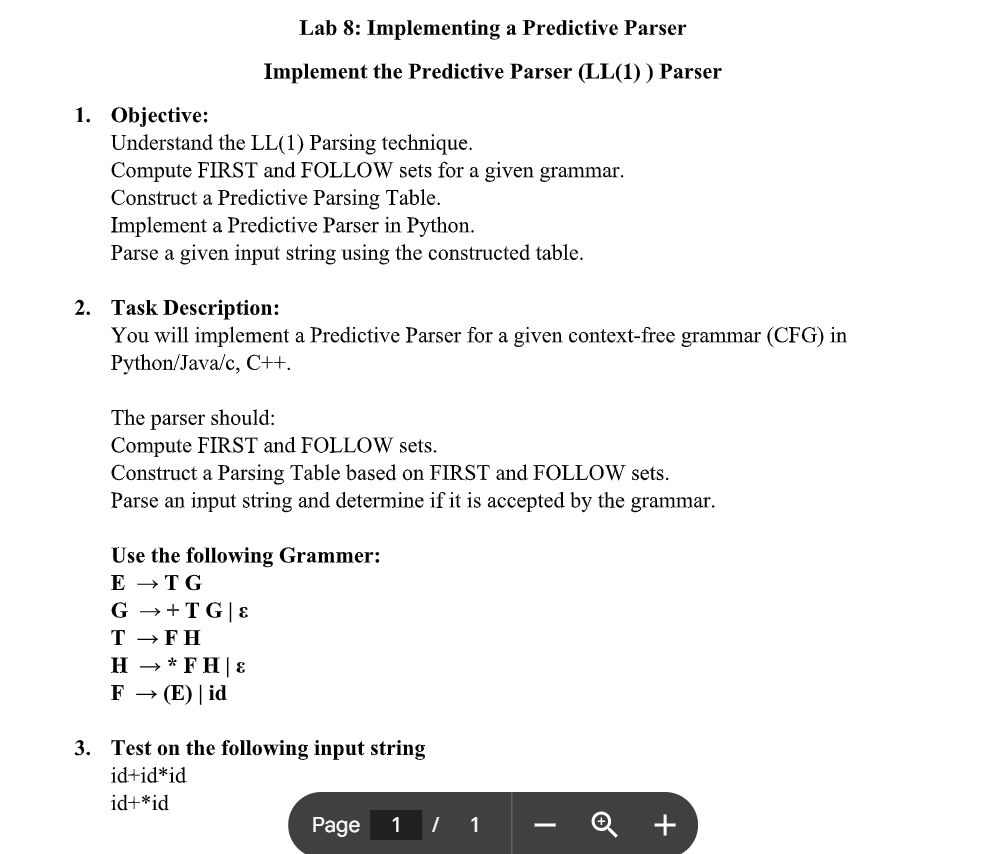 Lab 8: Implementing a Predictive Parser
Implement the Predictive Parser (LL(1) ) Parser
1. Objective:
Understand the LL(1) Parsing technique.
Compute FIRST and FOLLOW sets for a given grammar.
Construct a Predictive Parsing Table.
Implement a Predictive Parser in Python.
Parse a given input string using the constructed table.
2. Task Description:
You will implement a Predictive Parser for a given context-free grammar (CFG) in
Python/Java/c, C++.
The parser should:
Compute FIRST and FOLLOW sets.
Construct a Parsing Table based on FIRST and FOLLOW sets.
Parse an input string and determine if it is accepted by the grammar.
Use the following Grammer:
E → T G
G → + T G | ε
T → F H
H → * F H | ε
F → (E) | id
3. Test on the following input string
id+id*id
id+*id
Page 1 / 1